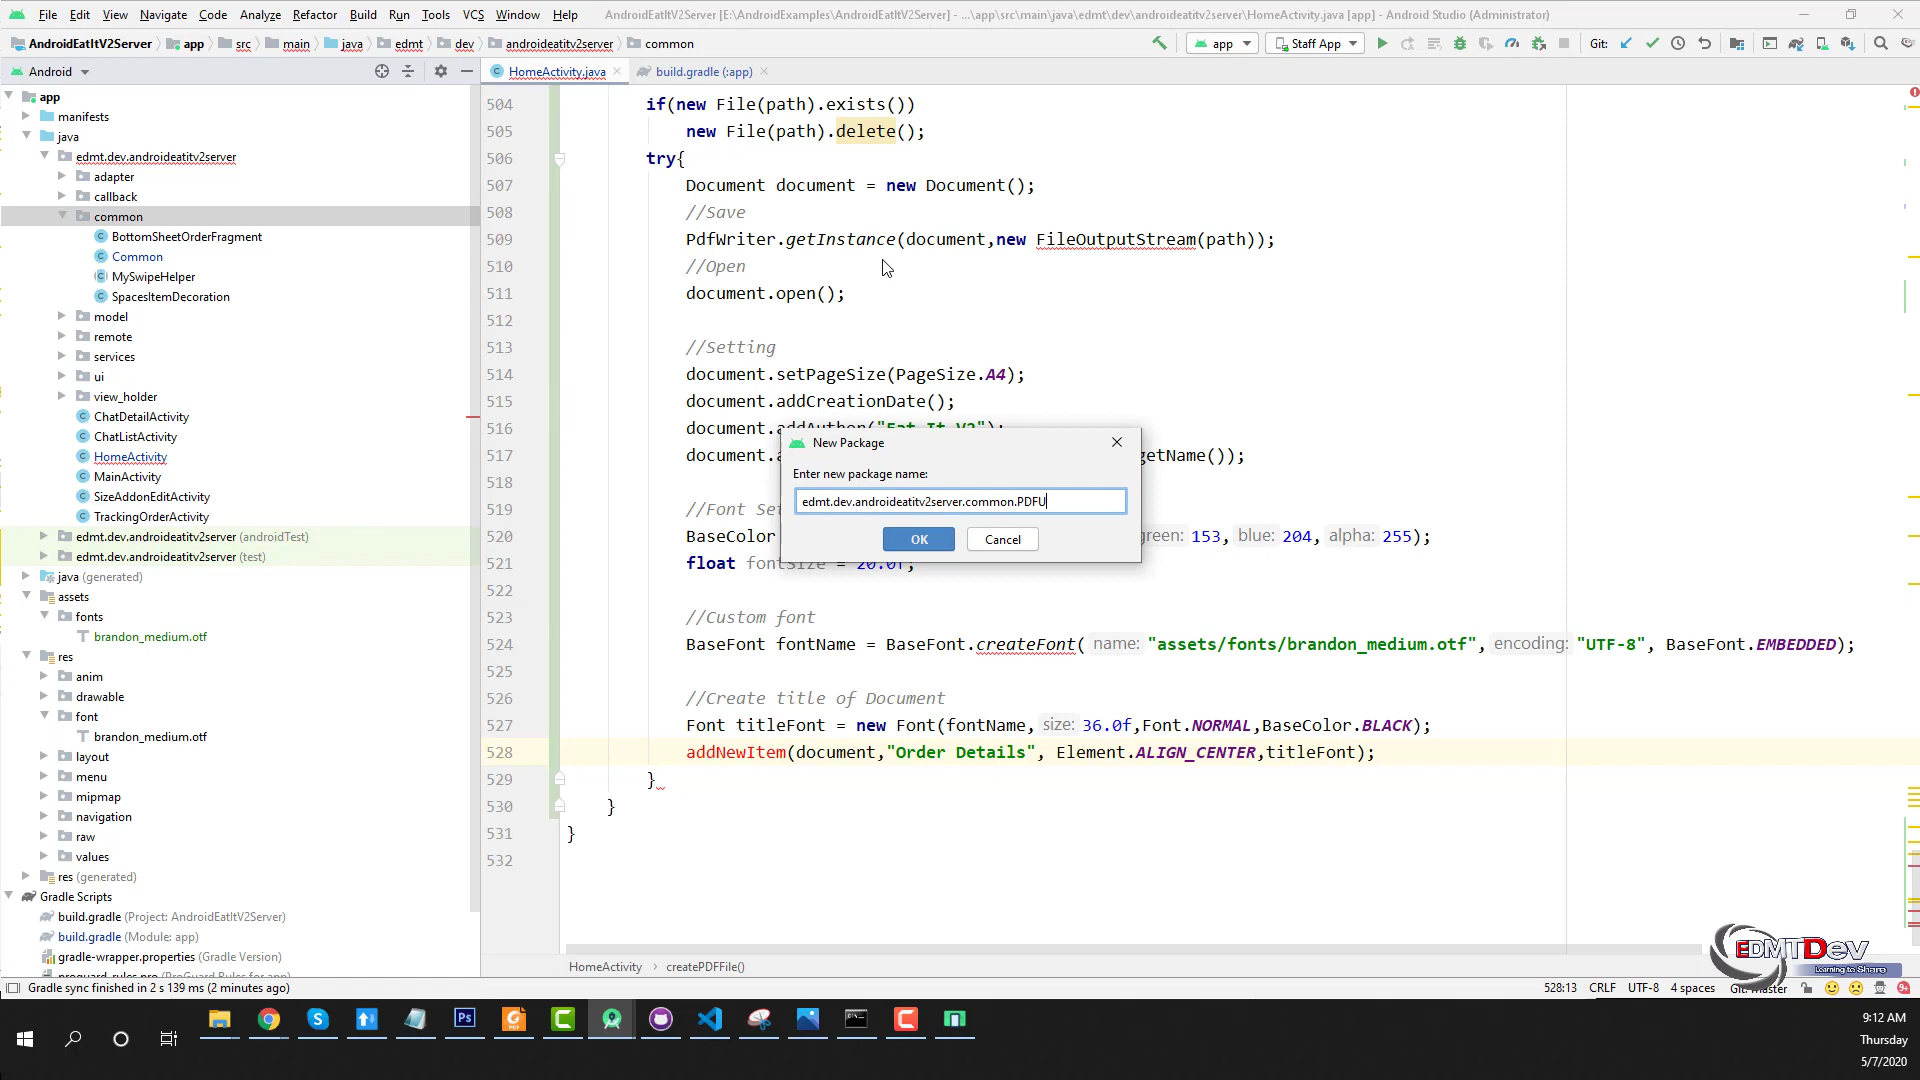 File Edit View Navigate Code Analyze Refactor Build Run Tools VCS Window Help AndroidEatItV2Server [E:\AndroidExamples\AndroidEatItV2Server] - ...\app\src\main\java\edmt\dev\androideatitv2server\HomeActivity.java [app] - Android Studio (Administrator)
AndroidEatItV2Server app src main java edmt dev androideatitv2server common app Staff App Git:
Android HomeActivity.java build.gradle (:app)
app
manifests
java
edmt.dev.androideatitv2server
adapter
callback
common
BottomSheetOrderFragment
Common
MySwipeHelper
SpacesItemDecoration
model
remote
services
ui
view_holder
ChatDetailActivity
ChatListActivity
HomeActivity
MainActivity
SizeAddonEditActivity
TrackingOrderActivity
edmt.dev.androideatitv2server (androidTest)
edmt.dev.androideatitv2server (test)
java (generated)
assets
fonts
brandon_medium.otf
res
anim
drawable
font
brandon_medium.otf
layout
menu
mipmap
navigation
raw
values
res (generated)
Gradle Scripts
build.gradle (Project: AndroidEatItV2Server)
build.gradle (Module: app)
gradle-wrapper.properties (Gradle Version)
504 if(new File(path).exists())
505 new File(path).delete();
506 try{
507 Document document = new Document();
508 //Save
509 PdfWriter.getInstance(document,new FileOutputStream(path));
510 //Open
511 document.open();
512
513 //Setting
514 document.setPageSize(PageSize.A4);
515 document.addCreationDate();
516 document.addAuthor("Eat It V2");
517 document.a getName());
518
519 //Font Se
520 BaseColor green: 153, blue: 204, alpha: 255);
521 float fontSize = 20.0f;
522
523 //Custom font
524 BaseFont fontName = BaseFont.createFont( name: "assets/fonts/brandon_medium.otf", encoding: "UTF-8", BaseFont.EMBEDDED);
525
526 //Create title of Document
527 Font titleFont = new Font(fontName, size: 36.0f,Font.NORMAL,BaseColor.BLACK);
528 addNewItem(document,"Order Details", Element.ALIGN_CENTER,titleFont);
529 }
530 }
531 }
532
New Package
Enter new package name:
edmt.dev.androideatitv2server.common.PDFU
OK Cancel
HomeActivity createPDFFile()
EDMTDev
Learning to Share
Gradle sync finished in 2 s 139 ms (2 minutes ago) 528:13 CRLF UTF-8 4 spaces Git: master 9+
Ps
9:12 AM
Thursday
5/7/2020